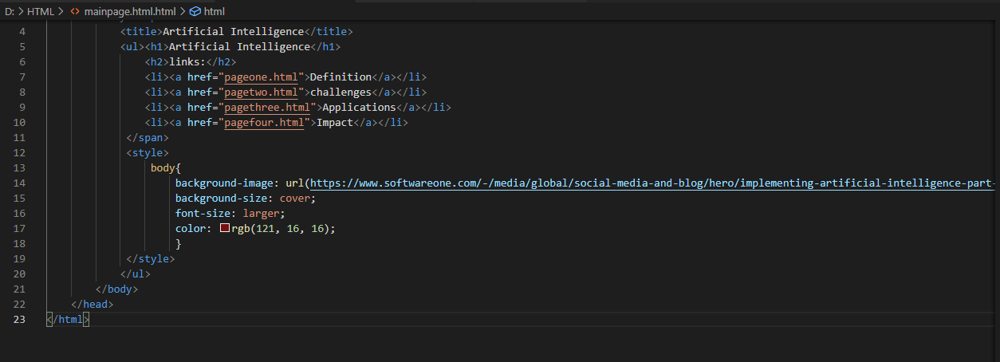 D: > HTML > <> mainpage.html.html > html
4 <title>Artificial Intelligence</title>
5 <ul><h1>Artificial Intelligence</h1>
6 <h2>links:</h2>
7 <li><a href="pageone.html">Definition</a></li>
8 <li><a href="pagetwo.html">challenges</a></li>
9 <li><a href="pagethree.html">Applications</a></li>
10 <li><a href="pagefour.html">Impact</a></li>
11 </span>
12 <style>
13 body{
14 background-image: url(https://www.softwareone.com/-/media/global/social-media-and-blog/hero/implementing-artificial-intelligence-part-
15 background-size: cover;
16 font-size: larger;
17 color: rgb(121, 16, 16);
18 }
19 </style>
20 </ul>
21 </body>
22 </head>
23 </html>